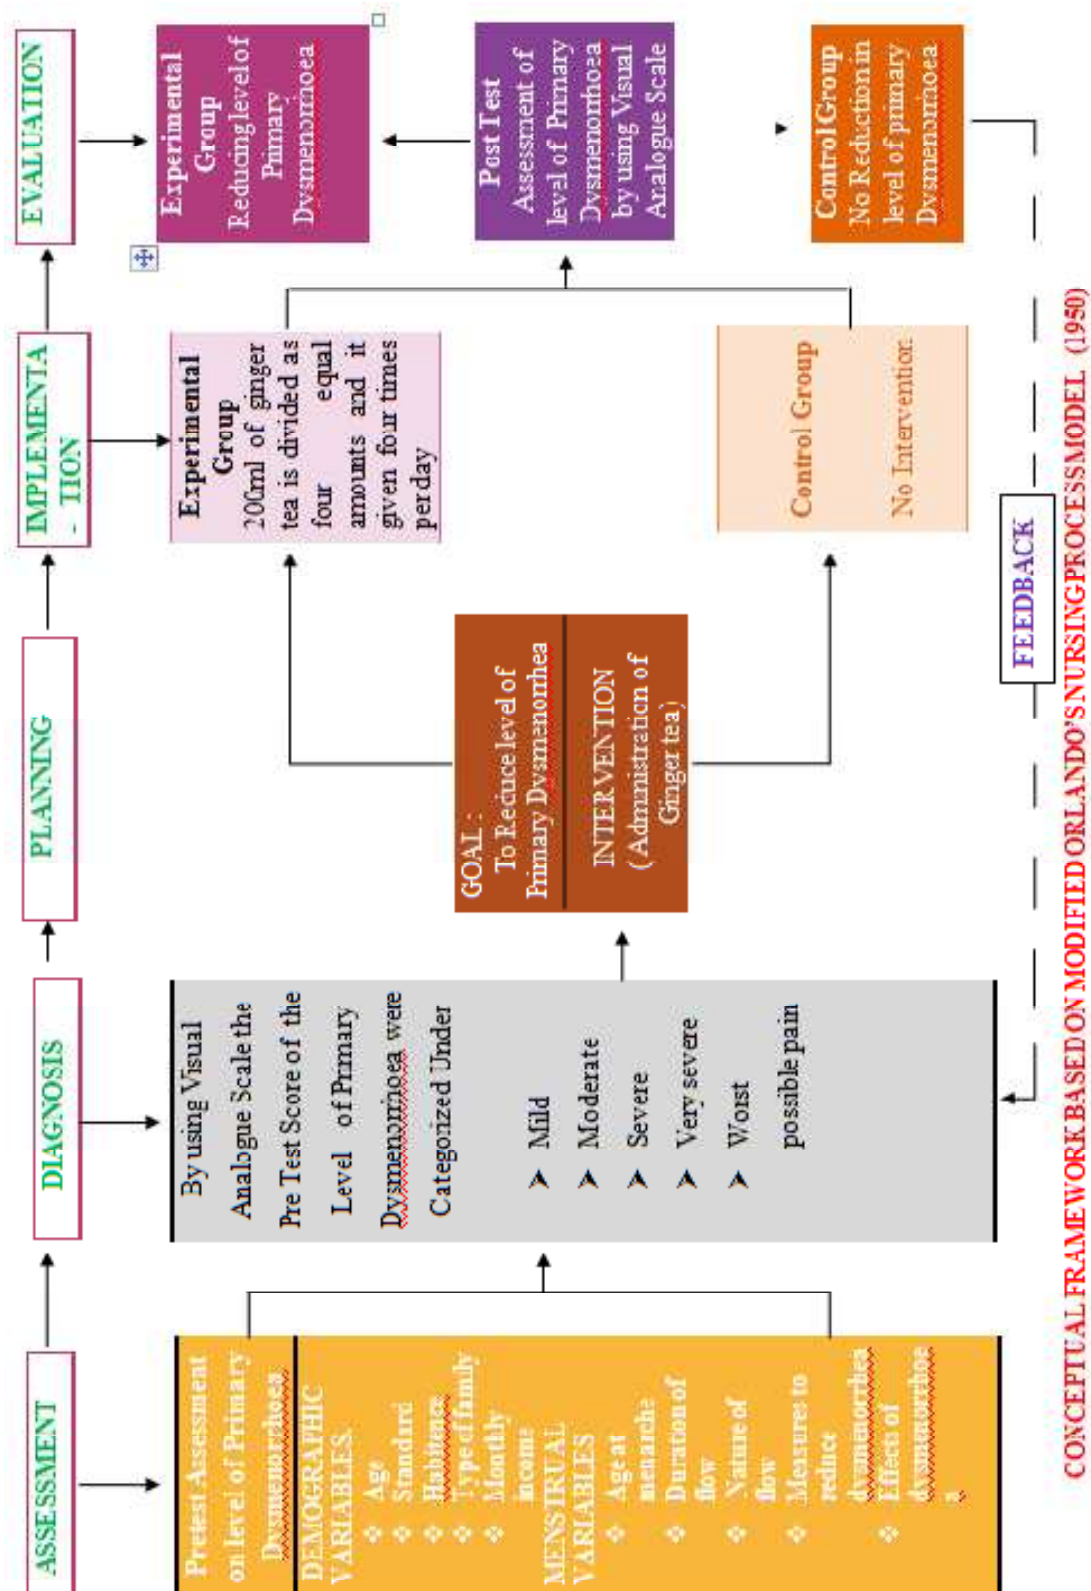 ASSESSMENT
DIAGNOSIS
PLANNING
IMPLEMENTA
- TION
EVALUATION
Pretest Assessment
on level of Primary
Dysmenorrhoea
DEMOGRAPHIC
VARIABLES.
❖ Age
❖ Standard
❖ Habitture
❖ Type of family
❖ Monthly
income
MENSTRUAL
VARIABLES
❖ Age at
menarche
❖ Duration of
flow
❖ Nature of
flow
❖ Measures to
reduce
dysmenorrhea
❖ Effects of
dysmenorrhoe
a
By using Visual
Analogue Scale the
Pre Test Score of the
Level of Primary
Dysmenorrhoea were
Categorized Under
➤ Mild
➤ Moderate
➤ Severe
➤ Very severe
➤ Worst
possible pain
GOAL :
To Reduce level of
Primary Dysmenorrhea
INTERVENTION
(Administration of
Ginger tea)
Experimental
Group
200ml of ginger
tea is divided as
four equal
amounts and it
given four times
per day
Control Group
No Intervention
Experimental
Group
Reducing level of
Primary
Dysmenorrhoea
Post Test
Assessment of
level of Primary
Dysmenorrhoea
by using Visual
Analogue Scale
Control Group
No Reduction in
level of primary
Dysmenorrhoea
FEEDBACK
CONCEPTUAL FRAMEWORK BASED ON MODIFIED ORLANDO'S NURSING PROCESS MODEL (1950)